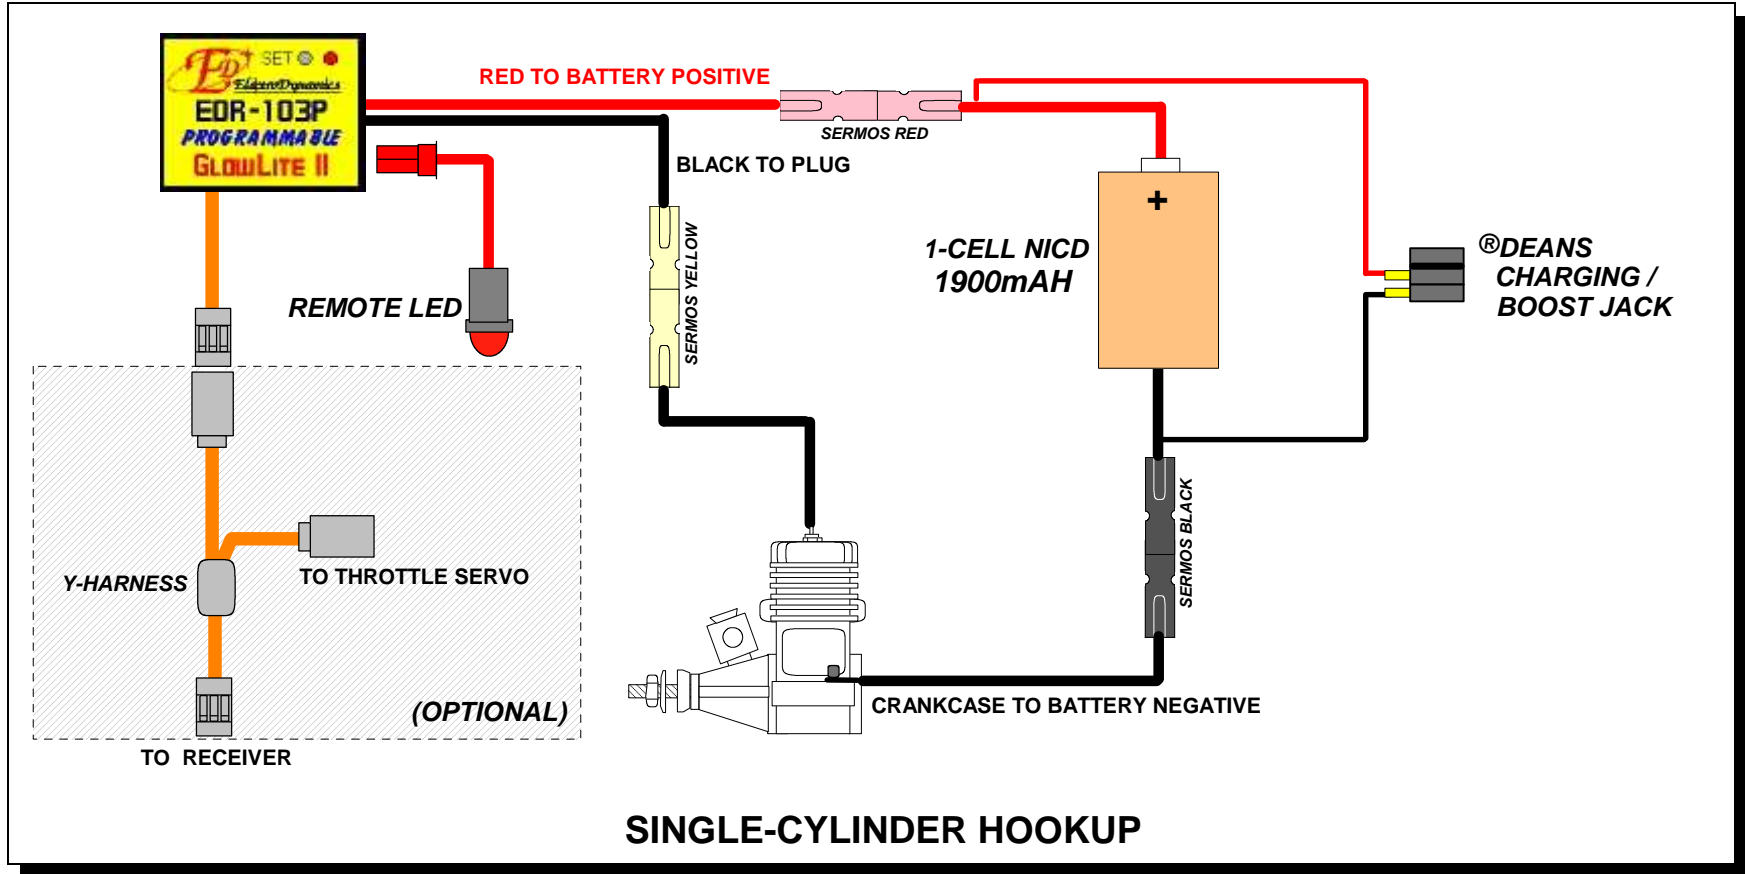 ED SET
ElsperoDynamics
EDR-103P
PROGRAMMABLE
GLOWLITE II
RED TO BATTERY POSITIVE
SERMOS RED
BLACK TO PLUG
SERMOS YELLOW
REMOTE LED
+
1-CELL NICD
1900mAH
®DEANS
CHARGING /
BOOST JACK
SERMOS BLACK
Y-HARNESS
TO THROTTLE SERVO
(OPTIONAL)
TO RECEIVER
CRANKCASE TO BATTERY NEGATIVE
SINGLE-CYLINDER HOOKUP